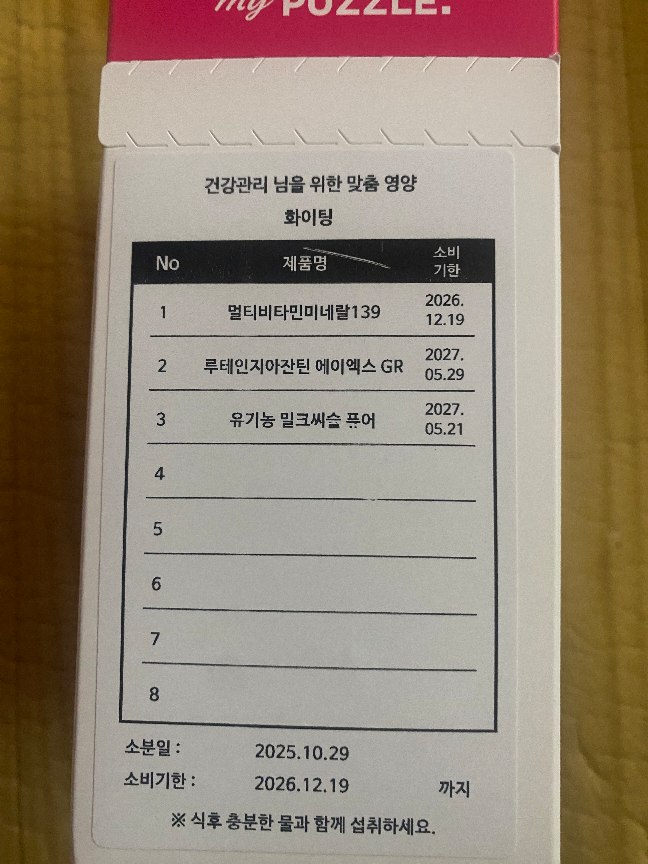 my PUZZLE.
건강관리 님을 위한 맞춤 영양
화이팅
No 제품명 소비
기한
1 멀티비타민미네랄139 2026.
12.19
2 루테인지아잔틴 에이엑스 GR 2027.
05.29
3 유기농 밀크씨슬 퓨어 2027.
05.21
4
5
6
7
8
소분일 : 2025.10.29
소비기한 : 2026.12.19 까지
※ 식후 충분한 물과 함께 섭취하세요.